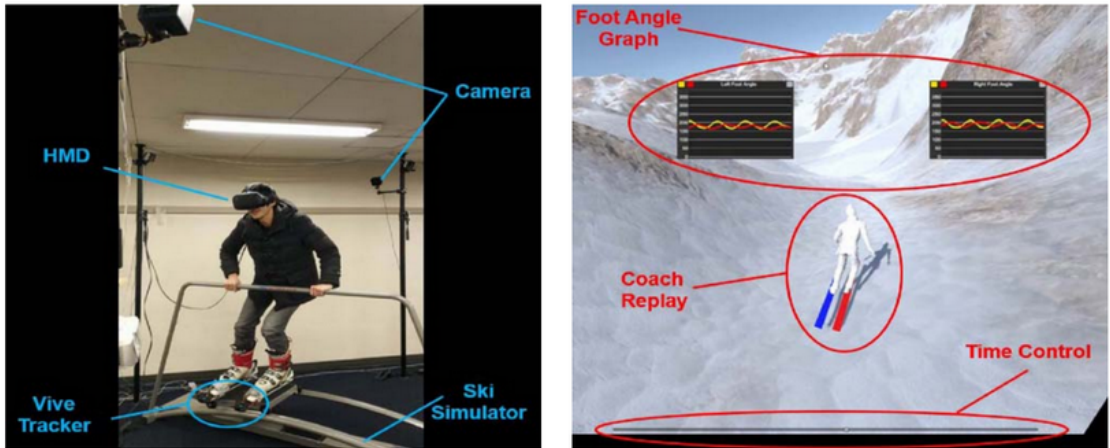 Camera
HMD
Vive
Tracker
Ski
Simulator
Foot Angle
Graph
Left Foot Angle
Right Foot Angle
Coach
Replay
Time Control